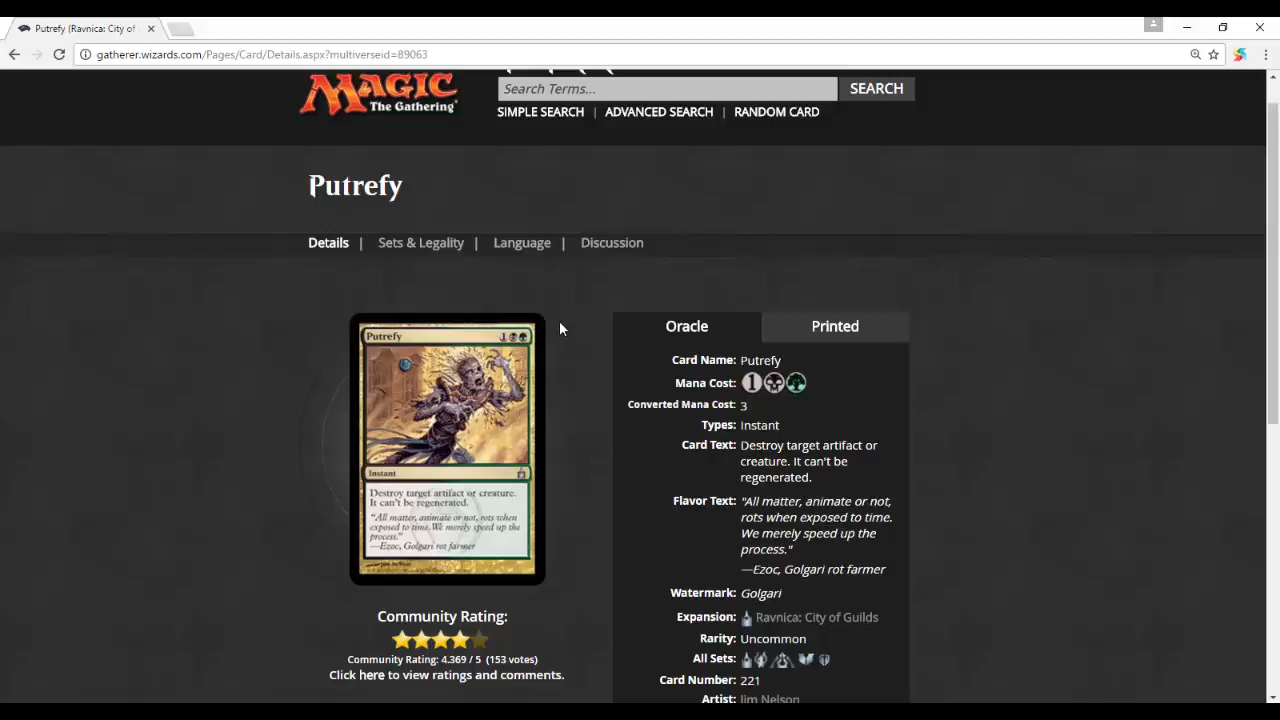 Putrefy (Ravnica: City of
gatherer.wizards.com/Pages/Card/Details.aspx?multiverseid=89063
MAGIC
The Gathering®
Search Terms...
SEARCH
SIMPLE SEARCH | ADVANCED SEARCH | RANDOM CARD
Putrefy
Details | Sets & Legality | Language | Discussion
Putrefy 1
Instant
Destroy target artifact or creature.
It can't be regenerated.
"All matter, animate or not, rots when
exposed to time. We merely speed up the
process."
—Ezoc, Golgari rot farmer
Jim Nelson
Community Rating:
Community Rating: 4.369 / 5 (153 votes)
Click here to view ratings and comments.
Oracle
Printed
Card Name: Putrefy
Mana Cost: 1
Converted Mana Cost: 3
Types: Instant
Card Text: Destroy target artifact or
creature. It can't be
regenerated.
Flavor Text: "All matter, animate or not,
rots when exposed to time.
We merely speed up the
process."
—Ezoc, Golgari rot farmer
Watermark: Golgari
Expansion: Ravnica: City of Guilds
Rarity: Uncommon
All Sets:
Card Number: 221
Artist: Jim Nelson